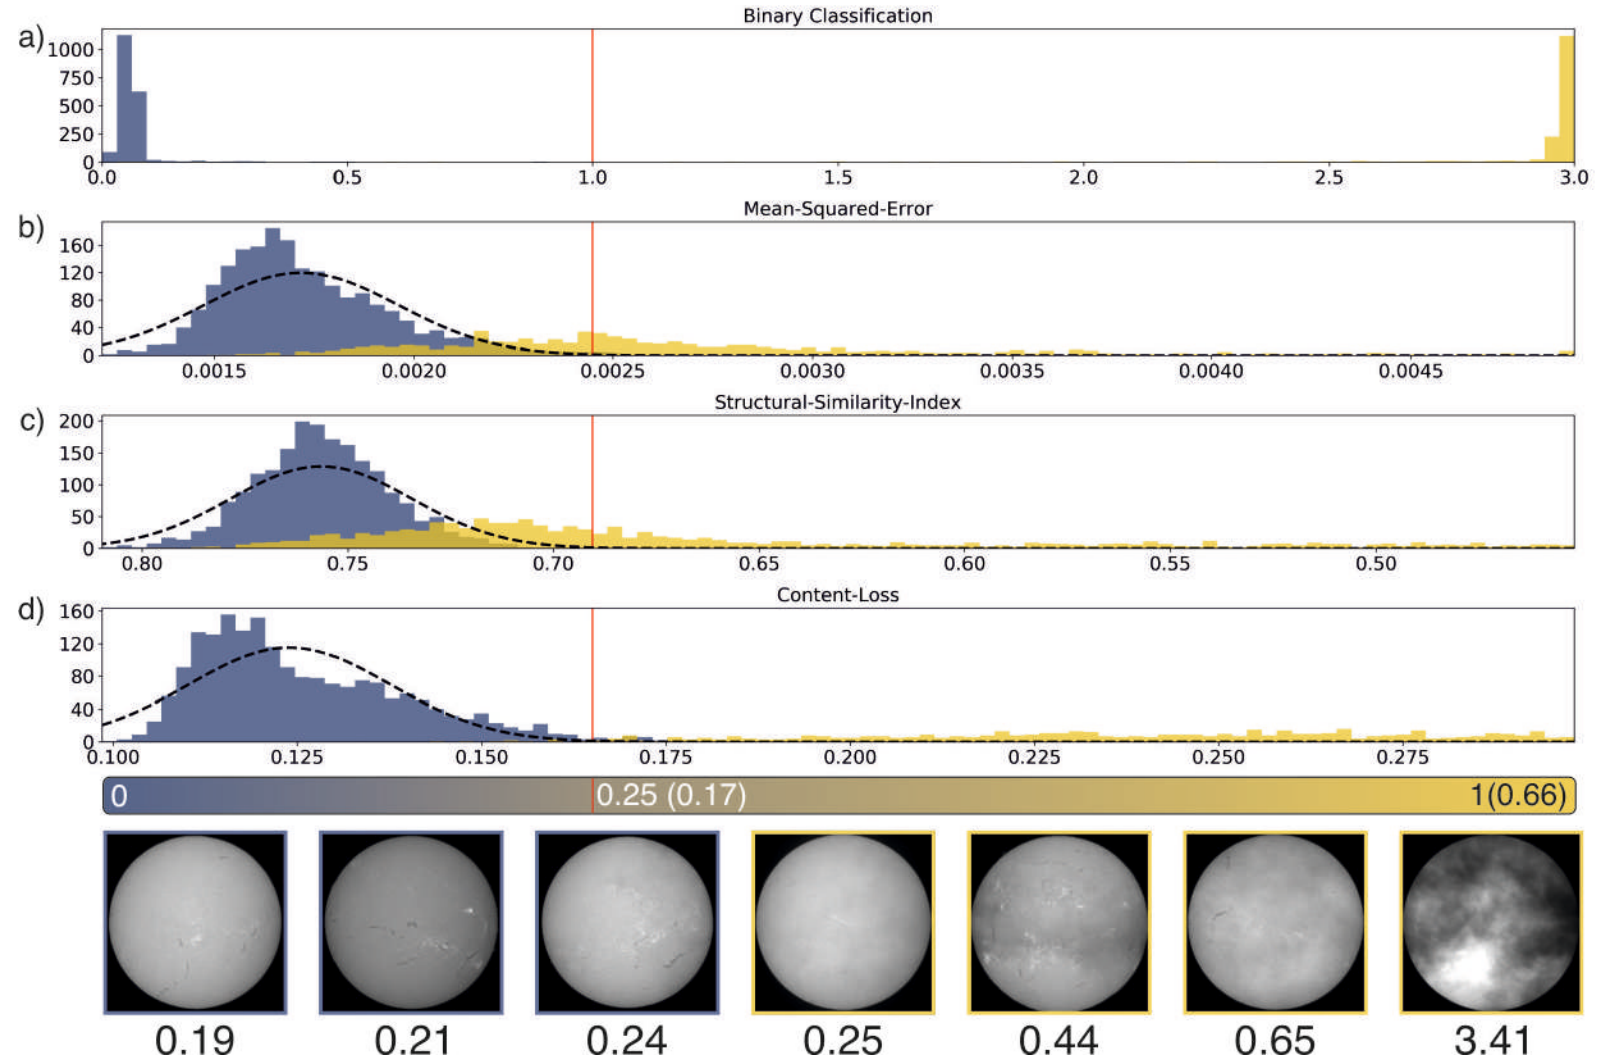 Binary Classification
a)
1000
750
500
250
0
0.0 0.5 1.0 1.5 2.0 2.5 3.0
Mean-Squared-Error
b)
160
120
80
40
0
0.0015 0.0020 0.0025 0.0030 0.0035 0.0040 0.0045
Structural-Similarity-Index
c)
200
150
100
50
0
0.80 0.75 0.70 0.65 0.60 0.55 0.50
Content-Loss
d)
160
120
80
40
0
0.100 0.125 0.150 0.175 0.200 0.225 0.250 0.275
0 0.25 (0.17) 1(0.66)
0.19 0.21 0.24 0.25 0.44 0.65 3.41